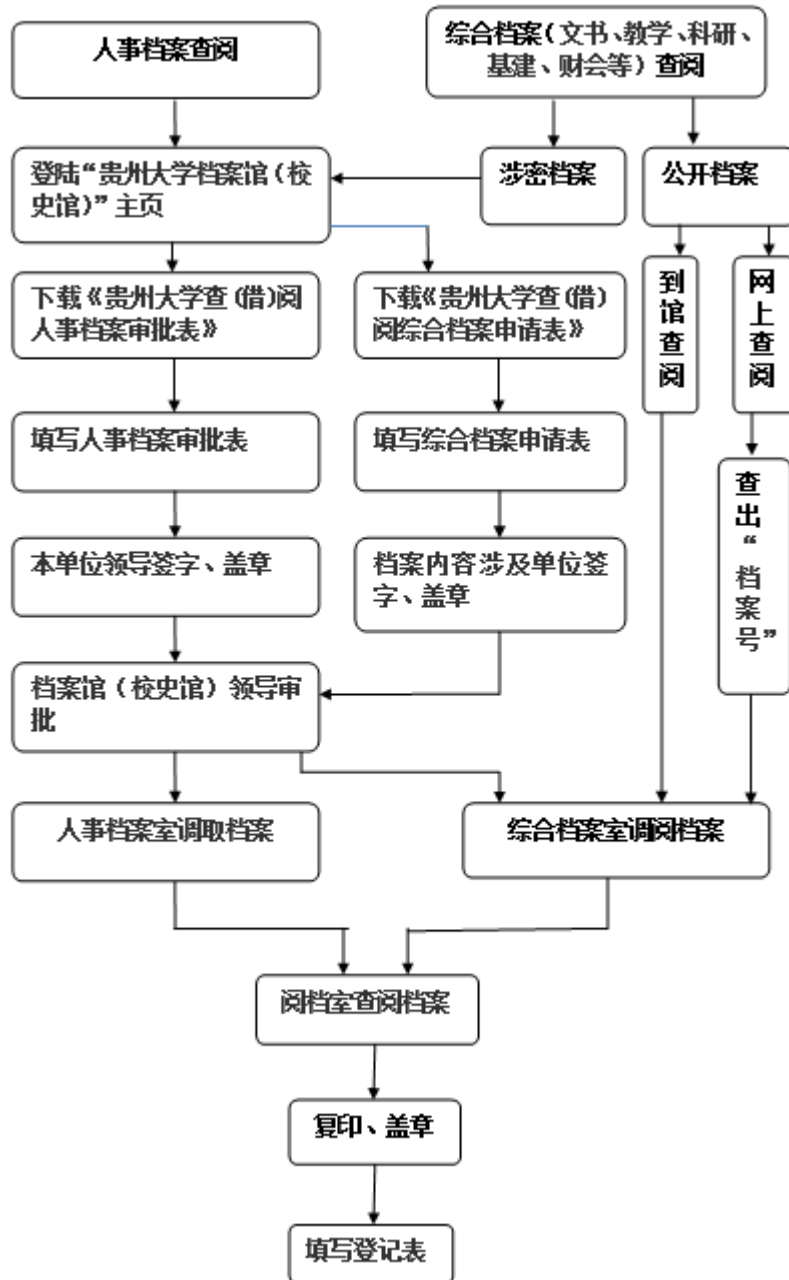 人事档案查阅
综合档案（文书、教学、科研、
基建、财会等）查阅
登陆“贵州大学档案馆（校
史馆）”主页
涉密档案
公开档案
下载《贵州大学查（借）阅
人事档案审批表》
下载《贵州大学查（借）
阅综合档案申请表》
到馆查阅
网上查阅
填写人事档案审批表
填写综合档案申请表
查出“档案号”
本单位领导签字、盖章
档案内容涉及单位签
字、盖章
档案馆（校史馆）领导审
批
人事档案室调取档案
综合档案室调阅档案
阅档室查阅档案
复印、盖章
填写登记表